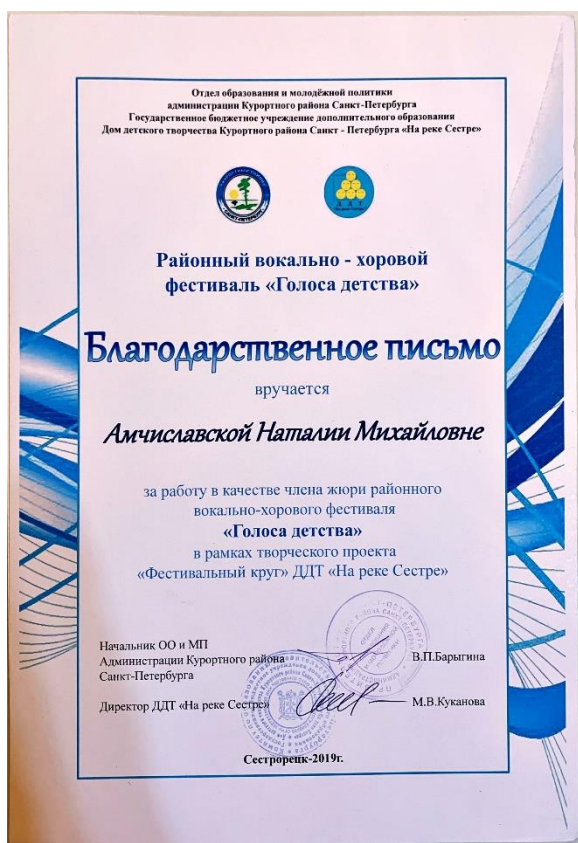 Отдел образования и молодёжной политики
администрации Курортного района Санкт-Петербурга
Государственное бюджетное учреждение дополнительного образования
Дом детского творчества Курортного района Санкт - Петербурга «На реке Сестре»
ДДТ
Районный вокально - хоровой
фестиваль «Голоса детства»
Благодарственное письмо
вручается
Амчиславской Наталии Михайловне
за работу в качестве члена жюри районного
вокально-хорового фестиваля
«Голоса детства»
в рамках творческого проекта
«Фестивальный круг» ДДТ «На реке Сестре»
Начальник ОО и МП
Администрации Курортного района
Санкт-Петербурга
В.П.Барыгина
Директор ДДТ «На реке Сестре»
М.В.Куканова
Сестрорецк-2019г.